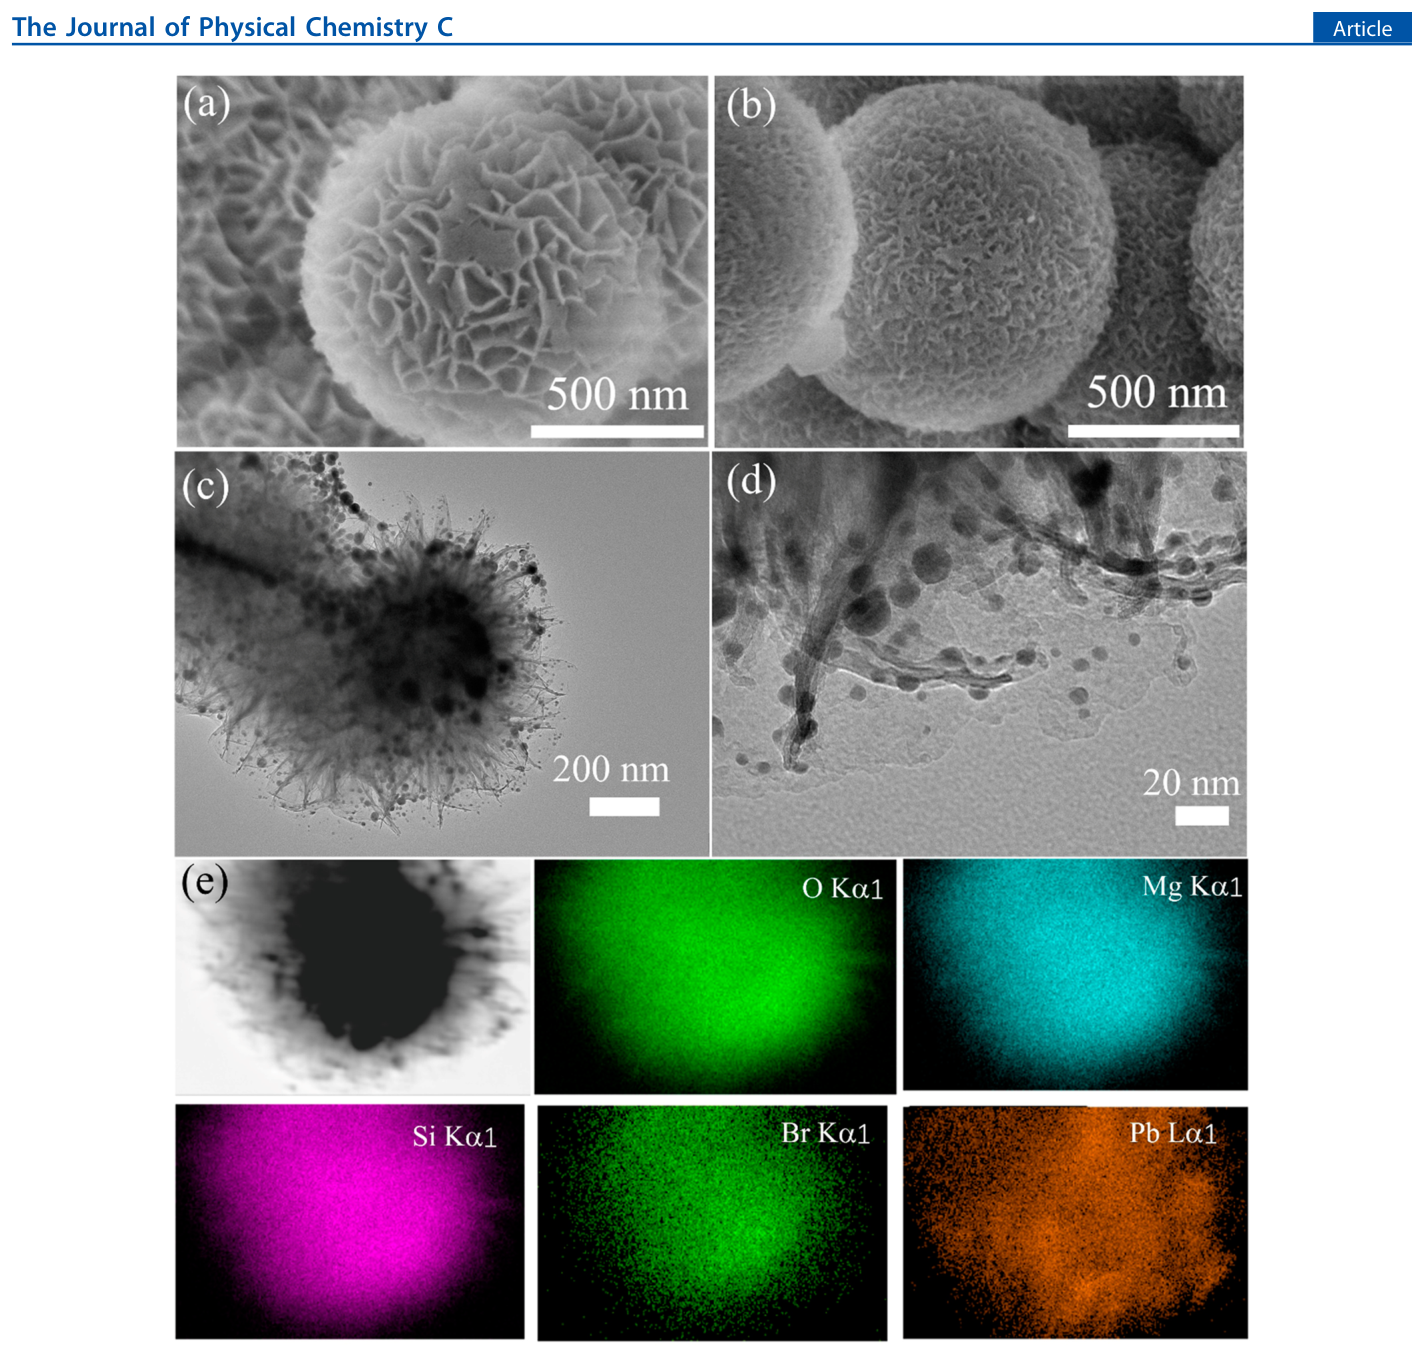 The Journal of Physical Chemistry C
Article
(a)
500 nm
(b)
500 nm
(c)
200 nm
(d)
20 nm
(e)
O Kα1
Mg Kα1
Si Kα1
Br Kα1
Pb Lα1